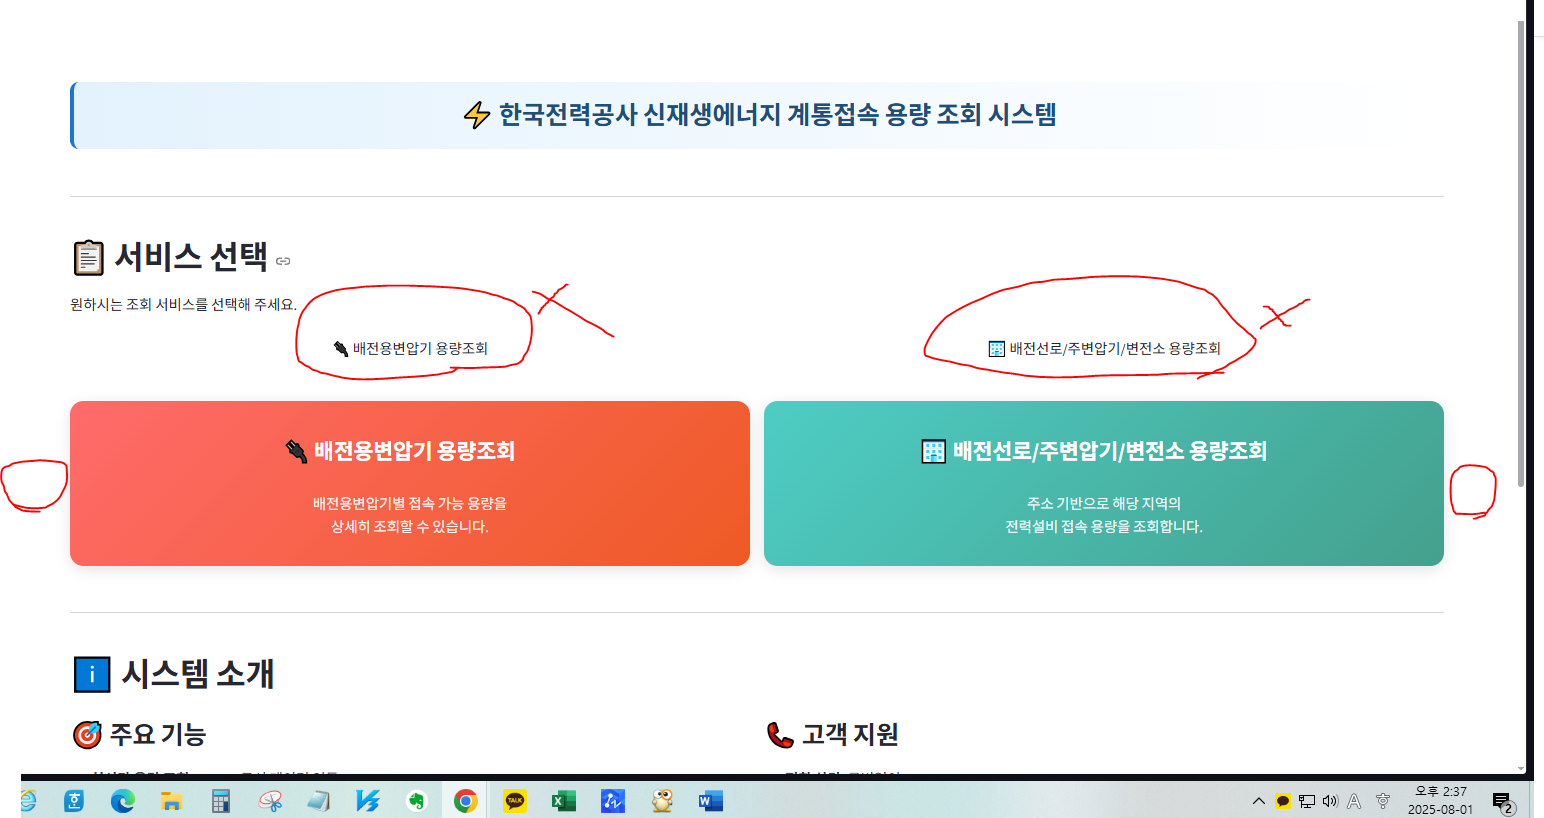 한국전력공사 신재생에너지 계통접속 용량 조회 시스템
서비스 선택
원하시는 조회 서비스를 선택해 주세요.
배전용변압기 용량조회
배전선로/주변압기/변전소 용량조회
배전용변압기 용량조회
배전용변압기별 접속 가능 용량을
상세히 조회할 수 있습니다.
배전선로/주변압기/변전소 용량조회
주소 기반으로 해당 지역의
전력설비 접속 용량을 조회합니다.
i 시스템 소개
주요 기능
고객 지원
TALK
A
오후 2:37
2025-08-01
2